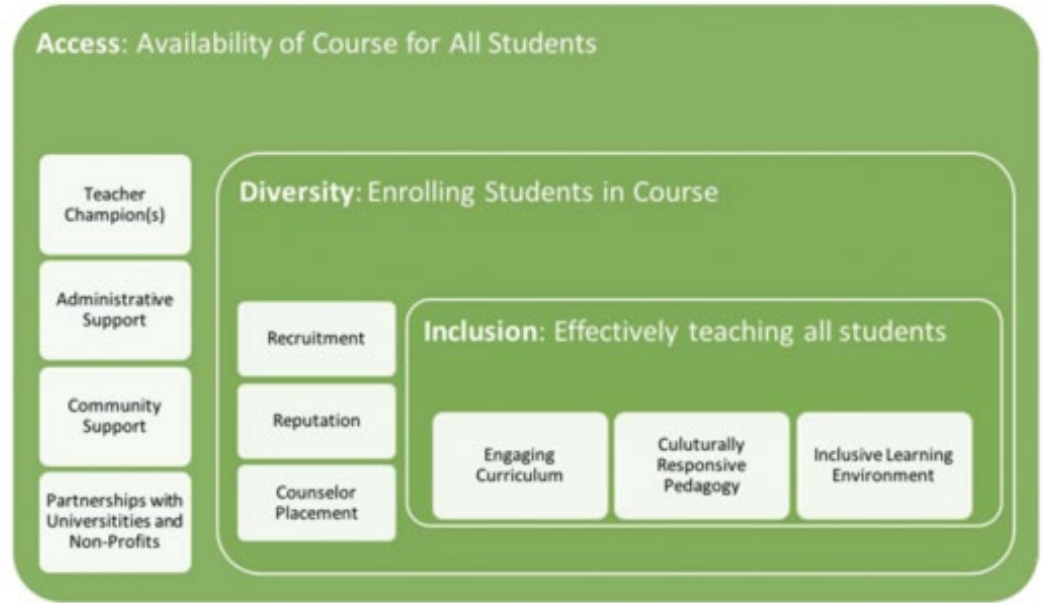 Access: Availability of Course for All Students
Teacher
Champion(s)
Administrative
Support
Community
Support
Partnerships with
Universitities and
Non-Profits
Diversity: Enrolling Students in Course
Recruitment
Reputation
Counselor
Placement
Inclusion: Effectively teaching all students
Engaging
Curriculum
Culuturally
Responsive
Pedagogy
Inclusive Learning
Environment